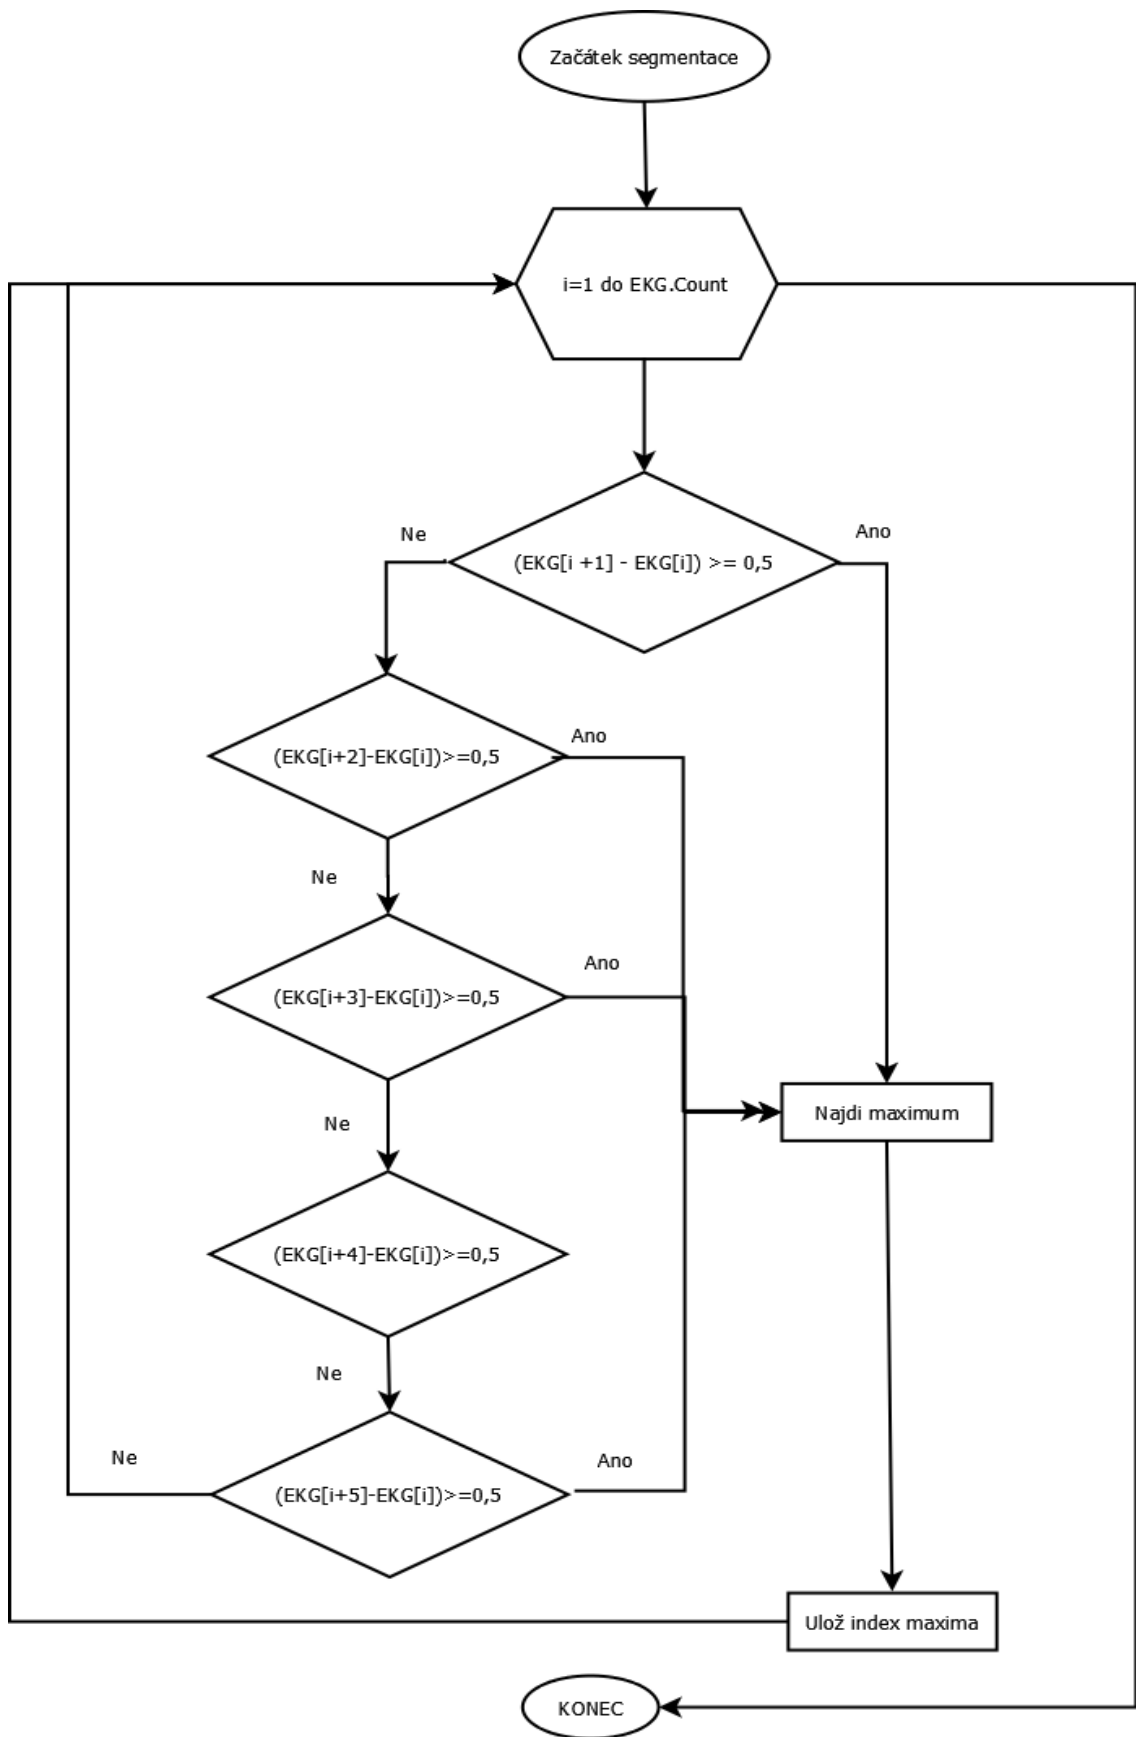 Začátek segmentace
i=1 do EKG.Count
Ne
Ano
(EKG[i +1] - EKG[i]) >= 0,5
Ano
(EKG[i+2]-EKG[i])>=0,5
Ne
Ano
(EKG[i+3]-EKG[i])>=0,5
Najdi maximum
Ne
(EKG[i+4]-EKG[i])>=0,5
Ne
Ne
Ano
(EKG[i+5]-EKG[i])>=0,5
Ulož index maxima
KONEC